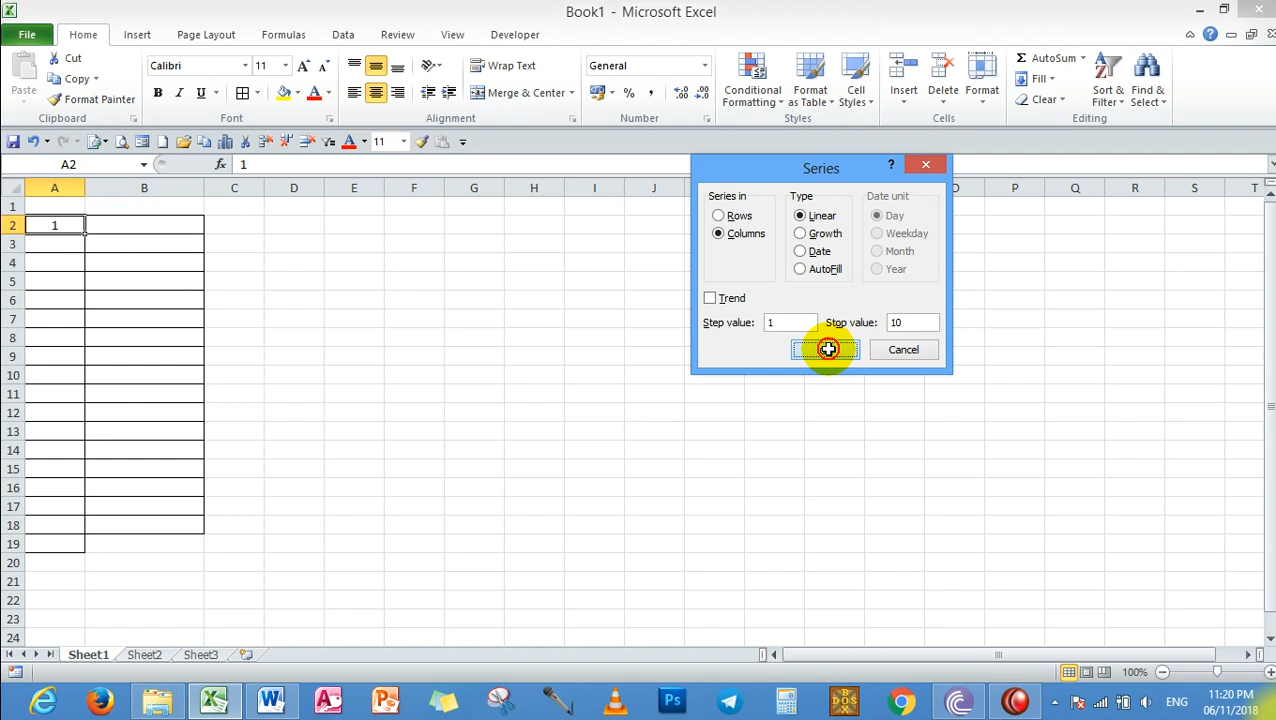 Book1 - Microsoft Excel
File Home Insert Page Layout Formulas Data Review View Developer
Cut
Copy
Format Painter
Paste
Clipboard
Calibri 11
B I U
Font
Wrap Text
Merge & Center
Alignment
General
%
Number
Conditional Formatting
Format as Table
Cell Styles
Styles
Insert
Delete
Format
Cells
Σ AutoSum
Fill
Clear
Sort & Filter
Find & Select
Editing
A 11
A2 fx 1
A B C D E F G H I J O P Q R S T
1
2 1
3
4
5
6
7
8
9
10
11
12
13
14
15
16
17
18
19
20
21
22
23
24
Series ?
Series in Type Date unit
Rows Linear Day
Columns Growth Weekday
Date Month
AutoFill Year
Trend
Step value: 1 Stop value: 10
Cancel
Sheet1 Sheet2 Sheet3
100%
Ps
ENG
11:20 PM
06/11/2018